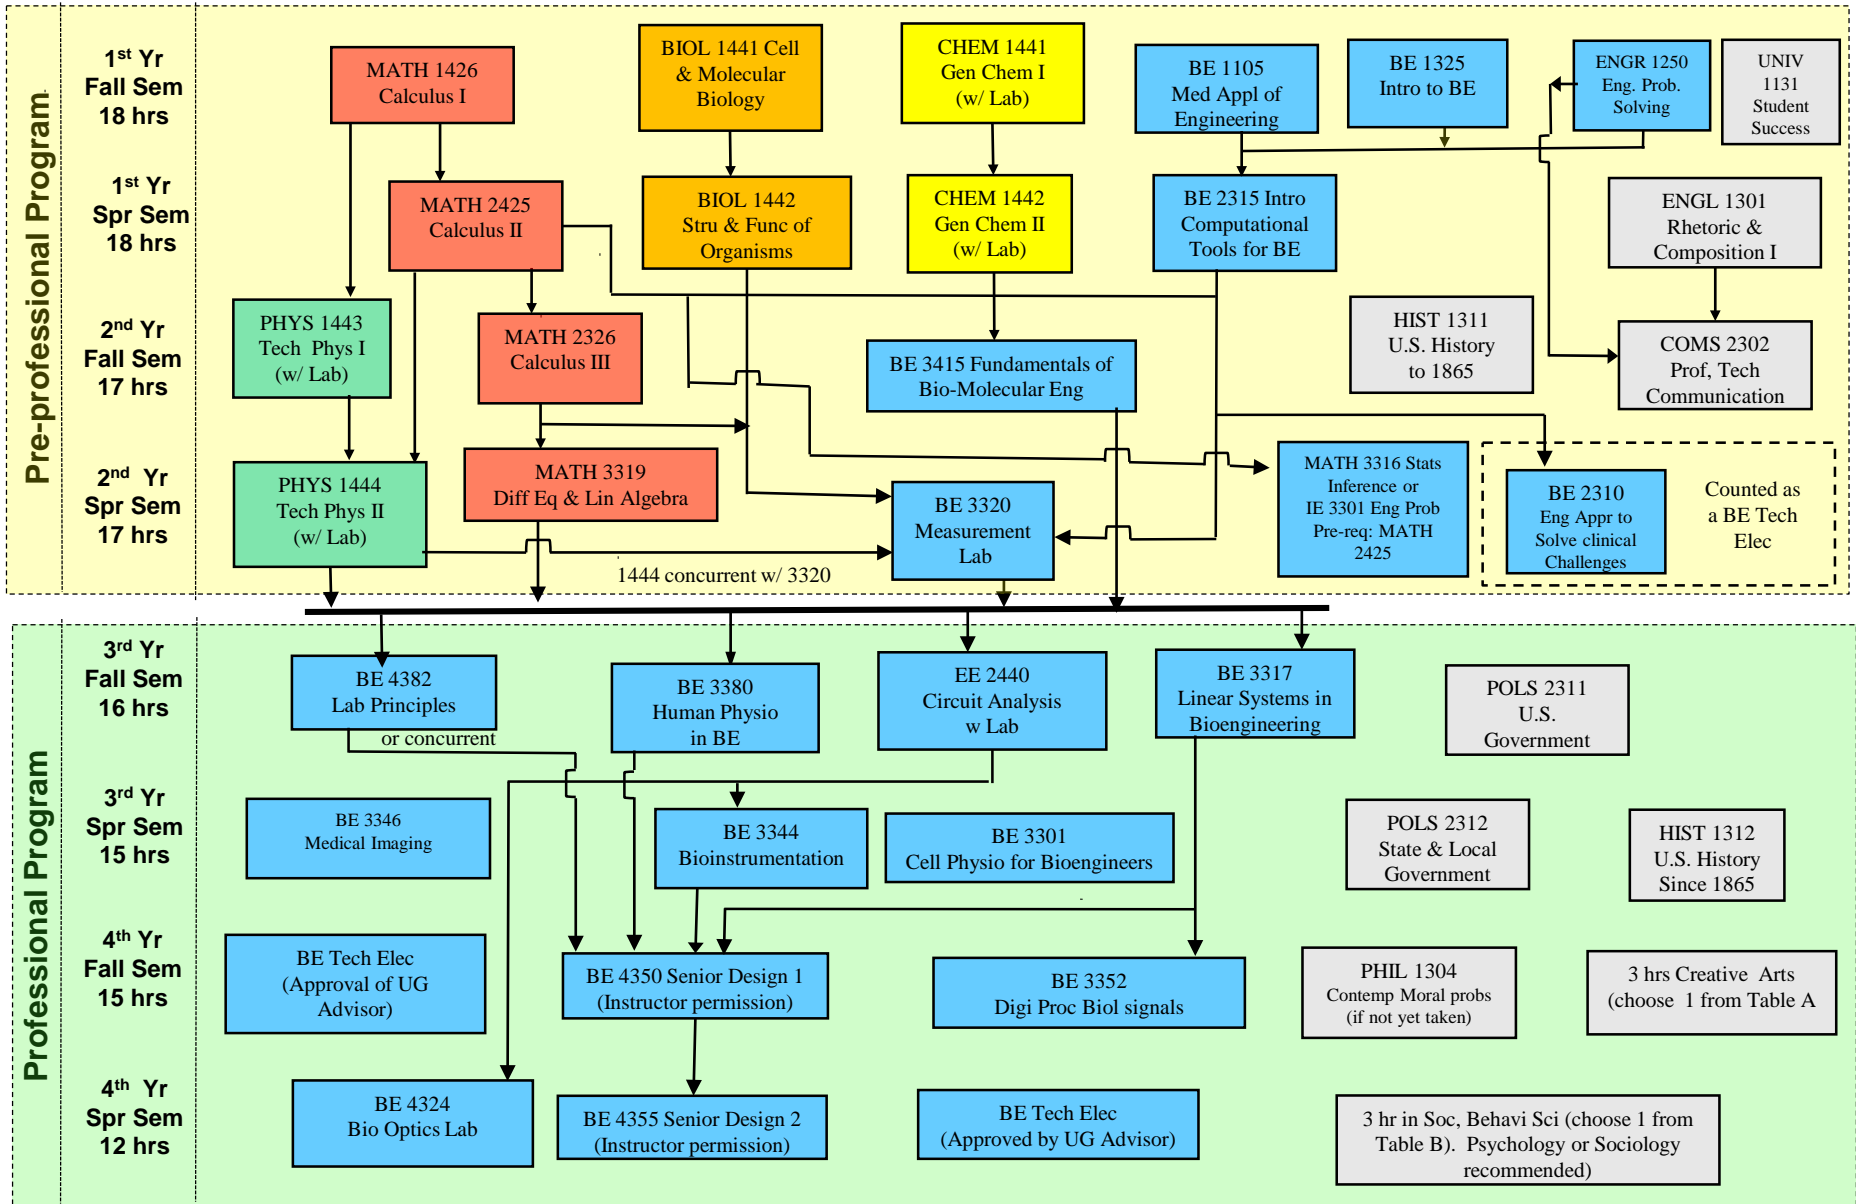 Pre-professional Program
1st Yr
Fall Sem
18 hrs
MATH 1426
Calculus I
BIOL 1441 Cell
& Molecular
Biology
CHEM 1441
Gen Chem I
(w/ Lab)
BE 1105
Med Appl of
Engineering
BE 1325
Intro to BE
ENGR 1250
Eng. Prob.
Solving
UNIV
1131
Student
Success
1st Yr
Spr Sem
18 hrs
MATH 2425
Calculus II
BIOL 1442
Stru & Func of
Organisms
CHEM 1442
Gen Chem II
(w/ Lab)
BE 2315 Intro
Computational
Tools for BE
ENGL 1301
Rhetoric &
Composition I
2nd Yr
Fall Sem
17 hrs
PHYS 1443
Tech Phys I
(w/ Lab)
MATH 2326
Calculus III
BE 3415 Fundamentals of
Bio-Molecular Eng
HIST 1311
U.S. History
to 1865
COMS 2302
Prof, Tech
Communication
2nd Yr
Spr Sem
17 hrs
PHYS 1444
Tech Phys II
(w/ Lab)
MATH 3319
Diff Eq & Lin Algebra
BE 3320
Measurement
Lab
MATH 3316 Stats
Inference or
IE 3301 Eng Prob
Pre-req: MATH
2425
BE 2310
Eng Appr to
Solve clinical
Challenges
Counted as
a BE Tech
Elec
1444 concurrent w/ 3320
Professional Program
3rd Yr
Fall Sem
16 hrs
BE 4382
Lab Principles
or concurrent
BE 3380
Human Physio
in BE
EE 2440
Circuit Analysis
w Lab
BE 3317
Linear Systems in
Bioengineering
POLS 2311
U.S.
Government
3rd Yr
Spr Sem
15 hrs
BE 3346
Medical Imaging
BE 3344
Bioinstrumentation
BE 3301
Cell Physio for Bioengineers
POLS 2312
State & Local
Government
HIST 1312
U.S. History
Since 1865
4th Yr
Fall Sem
15 hrs
BE Tech Elec
(Approval of UG
Advisor)
BE 4350 Senior Design 1
(Instructor permission)
BE 3352
Digi Proc Biol signals
PHIL 1304
Contemp Moral probs
(if not yet taken)
3 hrs Creative Arts
(choose 1 from Table A
4th Yr
Spr Sem
12 hrs
BE 4324
Bio Optics Lab
BE 4355 Senior Design 2
(Instructor permission)
BE Tech Elec
(Approved by UG Advisor)
3 hr in Soc, Behavi Sci (choose 1 from
Table B). Psychology or Sociology
recommended)